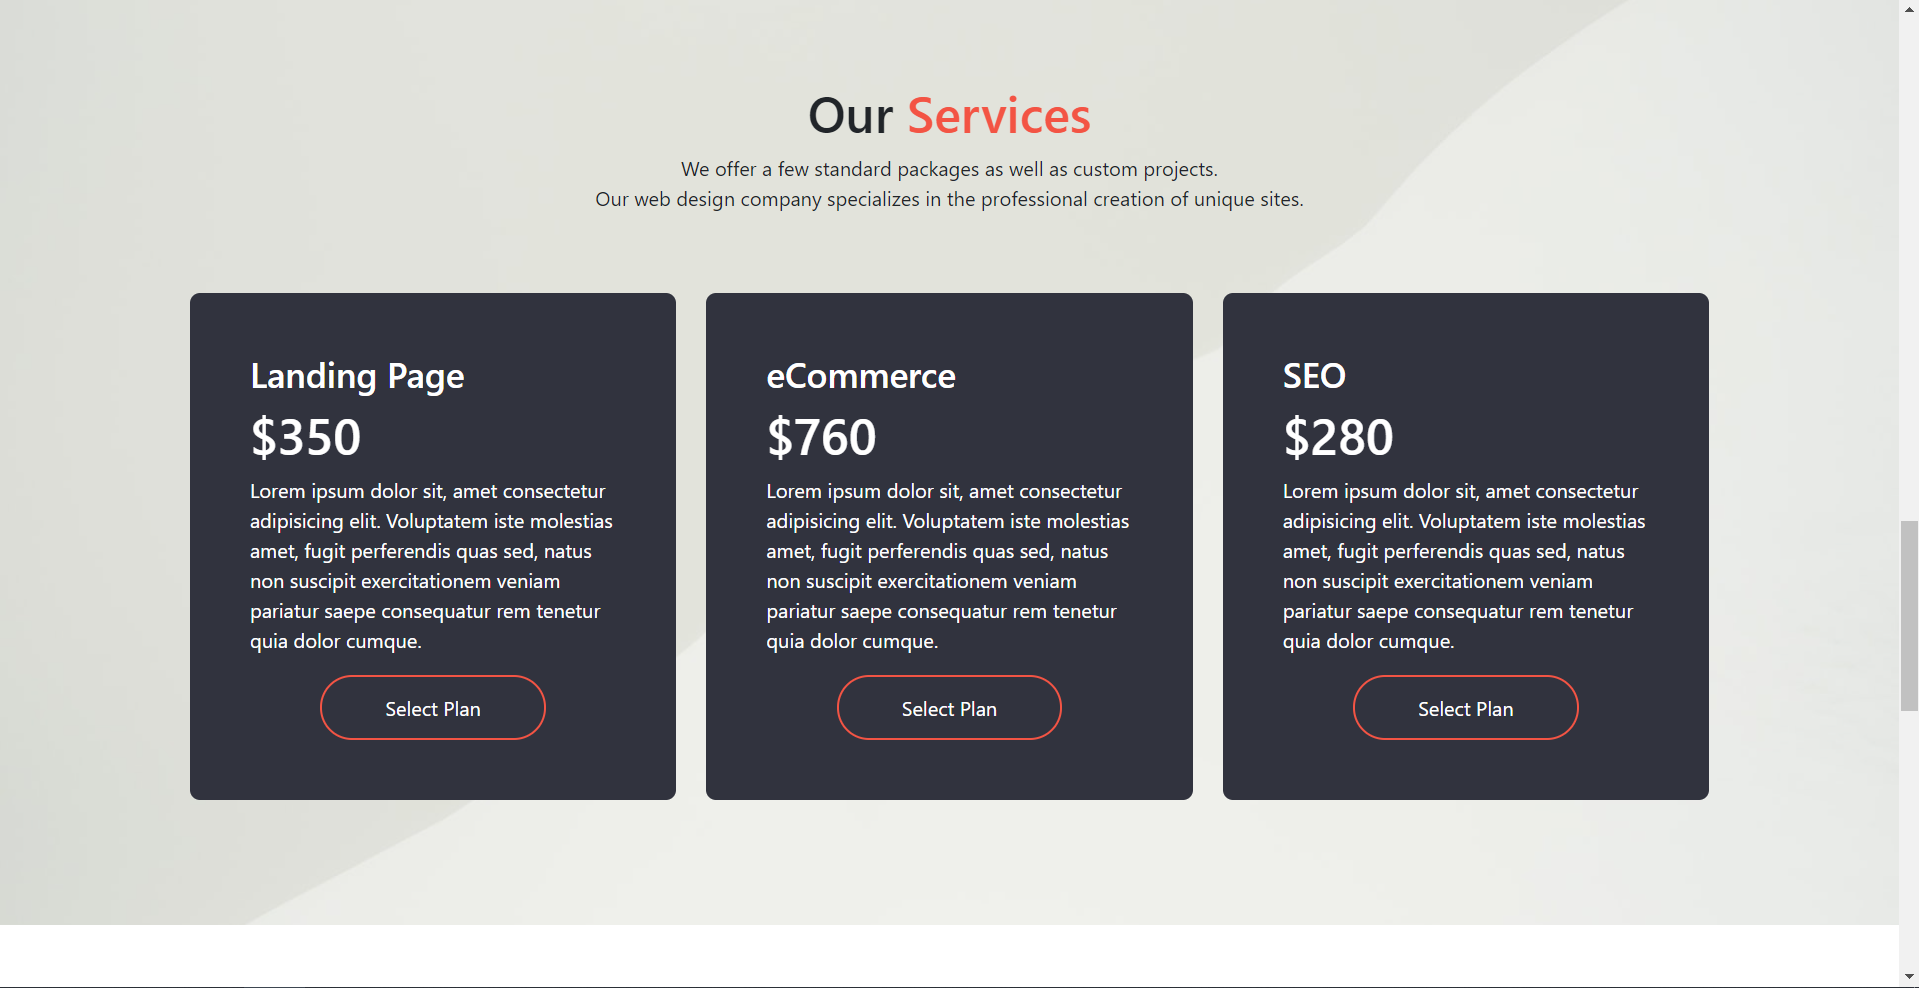 Our Services
We offer a few standard packages as well as custom projects.
Our web design company specializes in the professional creation of unique sites.
Landing Page
$350
Lorem ipsum dolor sit, amet consectetur
adipisicing elit. Voluptatem iste molestias
amet, fugit perferendis quas sed, natus
non suscipit exercitationem veniam
pariatur saepe consequatur rem tenetur
quia dolor cumque.
Select Plan
eCommerce
$760
Lorem ipsum dolor sit, amet consectetur
adipisicing elit. Voluptatem iste molestias
amet, fugit perferendis quas sed, natus
non suscipit exercitationem veniam
pariatur saepe consequatur rem tenetur
quia dolor cumque.
Select Plan
SEO
$280
Lorem ipsum dolor sit, amet consectetur
adipisicing elit. Voluptatem iste molestias
amet, fugit perferendis quas sed, natus
non suscipit exercitationem veniam
pariatur saepe consequatur rem tenetur
quia dolor cumque.
Select Plan